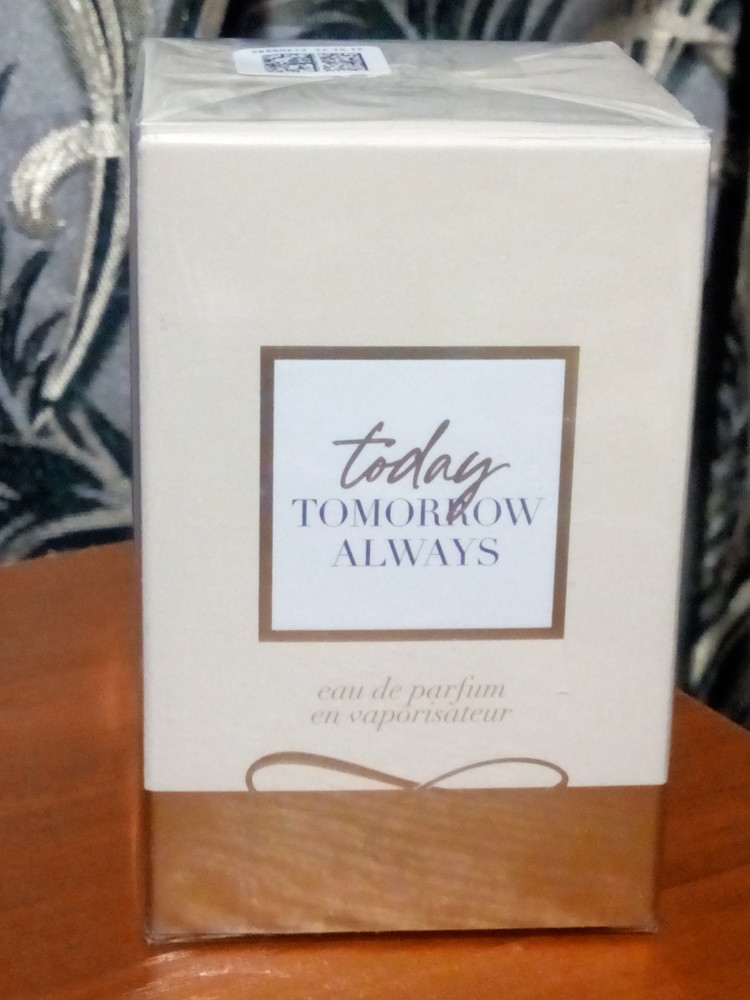 today
TOMORROW
ALWAYS
eau de parfum
en vaporisateur